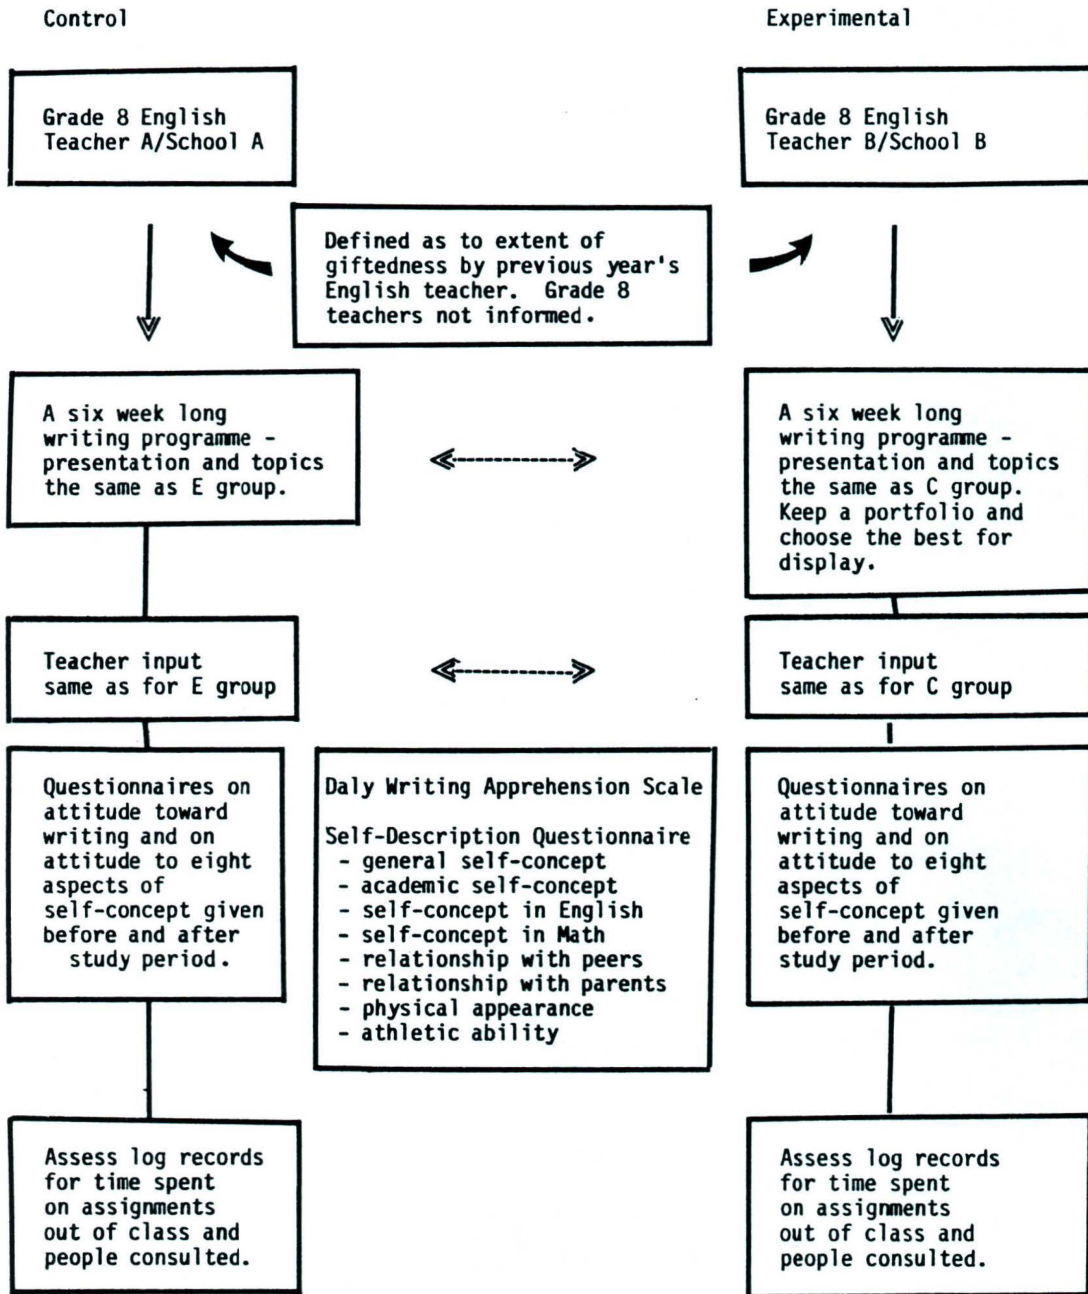 Control
Experimental
Grade 8 English
Teacher A/School A
Grade 8 English
Teacher B/School B
Defined as to extent of
giftedness by previous year's
English teacher.  Grade 8
teachers not informed.
A six week long
writing programme -
presentation and topics
the same as E group.
A six week long
writing programme -
presentation and topics
the same as C group.
Keep a portfolio and
choose the best for
display.
Teacher input
same as for E group
Teacher input
same as for C group
Questionnaires on
attitude toward
writing and on
attitude to eight
aspects of
self-concept given
before and after
study period.
Daly Writing Apprehension Scale
Self-Description Questionnaire
- general self-concept
- academic self-concept
- self-concept in English
- self-concept in Math
- relationship with peers
- relationship with parents
- physical appearance
- athletic ability
Questionnaires on
attitude toward
writing and on
attitude to eight
aspects of
self-concept given
before and after
study period.
Assess log records
for time spent
on assignments
out of class and
people consulted.
Assess log records
for time spent
on assignments
out of class and
people consulted.